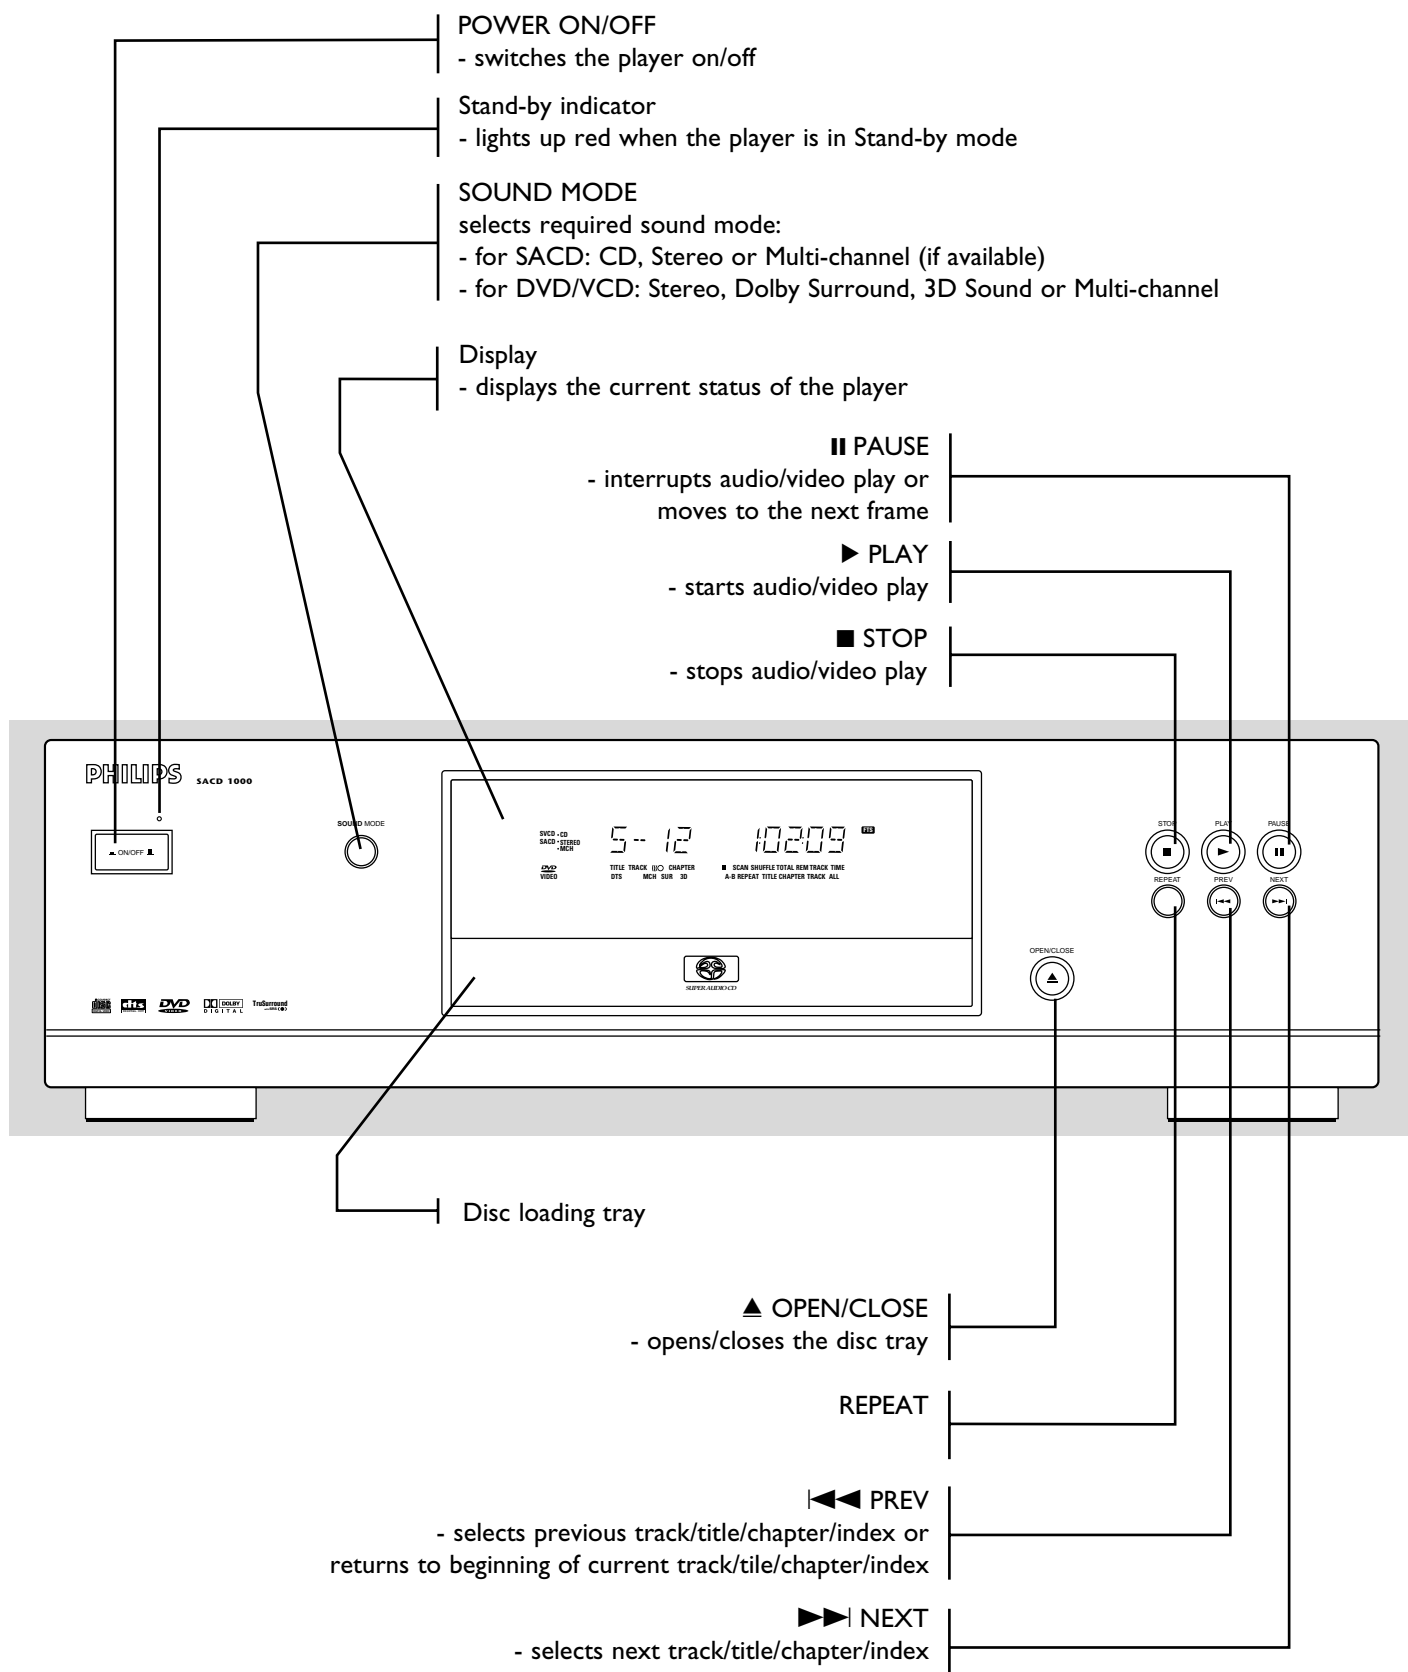 POWER ON/OFF
- switches the player on/off
Stand-by indicator
- lights up red when the player is in Stand-by mode
SOUND MODE
selects required sound mode:
- for SACD: CD, Stereo or Multi-channel (if available)
- for DVD/VCD: Stereo, Dolby Surround, 3D Sound or Multi-channel
Display
- displays the current status of the player
PAUSE
- interrupts audio/video play or
moves to the next frame
PLAY
- starts audio/video play
STOP
- stops audio/video play
PHILIPS
SACD 1000
ON/OFF
SOUND MODE
SVCD • CD
SACD • STEREO
• MCH
DVD
VIDEO
5-- 12
102:09
FTS
TITLE TRACK CHAPTER
DTS MCH SUR 3D
SCAN SHUFFLE TOTAL REM TRACK TIME
A-B REPEAT TITLE CHAPTER TRACK ALL
STOP
PLAY
PAUSE
REPEAT
PREV
NEXT
OPEN/CLOSE
SUPER AUDIO CD
dts
DVD
VIDEO
DOLBY
DIGITAL
TruSurround
Disc loading tray
OPEN/CLOSE
- opens/closes the disc tray
REPEAT
PREV
- selects previous track/title/chapter/index or
returns to beginning of current track/tile/chapter/index
NEXT
- selects next track/title/chapter/index